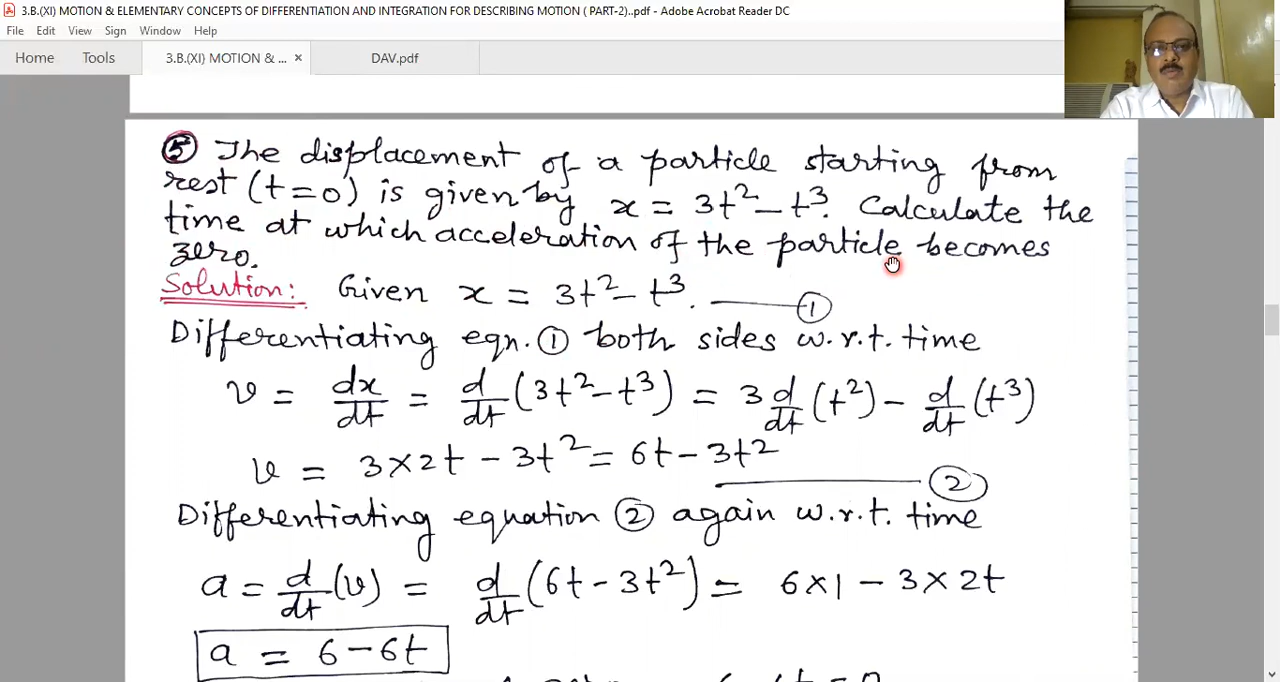 3.B.(XI) MOTION & ELEMENTARY CONCEPTS OF DIFFERENTIATION AND INTEGRATION FOR DESCRIBING MOTION ( PART-2)..pdf - Adobe Acrobat Reader DC
File Edit View Sign Window Help
Home Tools 3.B.(XI) MOTION & ... × DAV.pdf
5 The displacement of a particle starting from
rest (t=0) is given by x = 3t²-t³. Calculate the
time at which acceleration of the particle becomes
zero.
Solution: Given x = 3t²-t³. ——— 1
Differentiating eqn. 1 both sides w.r.t. time
v = dx/dt = d/dt (3t²-t³) = 3 d/dt (t²) - d/dt (t³)
v = 3×2t - 3t² = 6t - 3t² ——— 2
Differentiating equation 2 again w.r.t. time
a = d/dt (v) = d/dt (6t - 3t²) = 6×1 - 3×2t
a = 6-6t